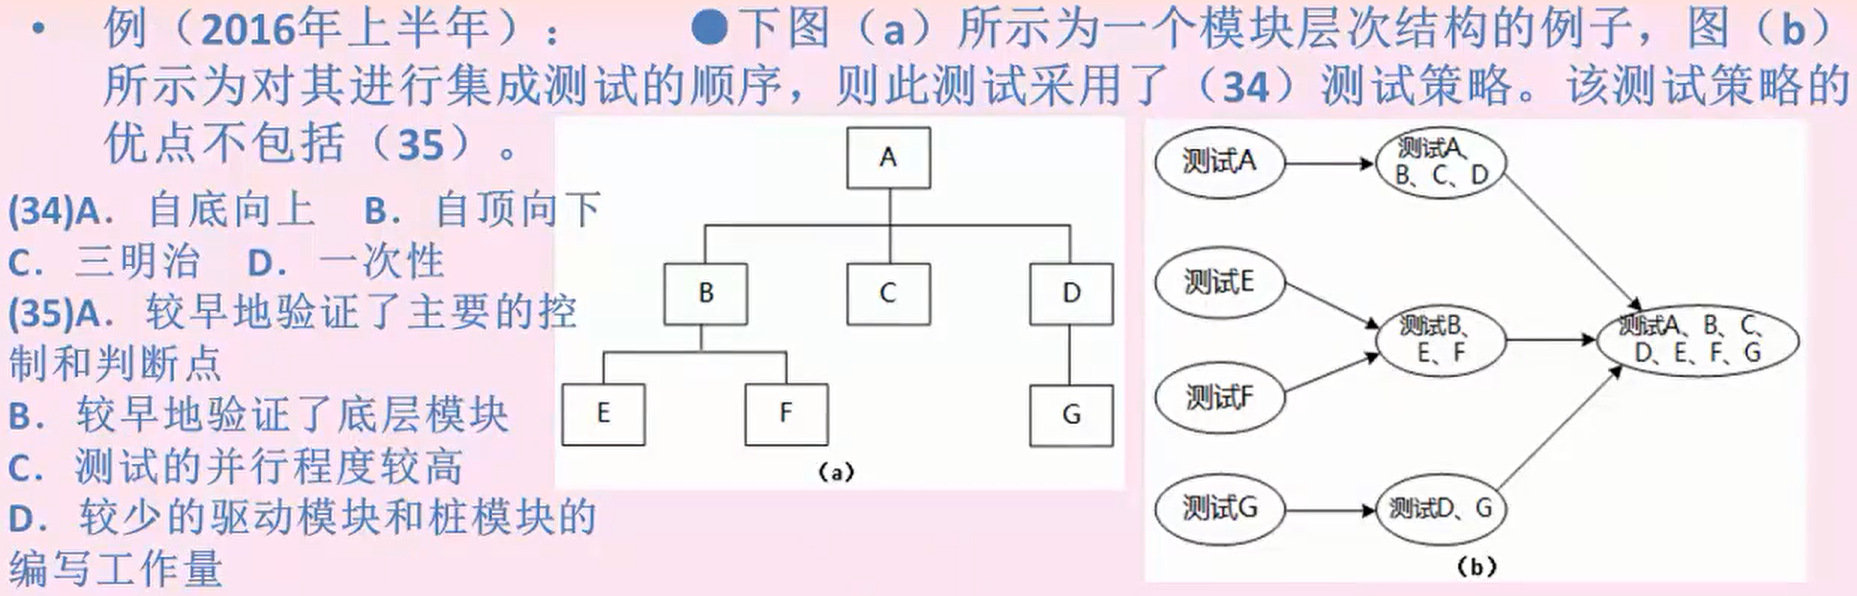 • 例（2016年上半年）： ●下图（a）所示为一个模块层次结构的例子，图（b）
所示为对其进行集成测试的顺序，则此测试采用了（34）测试策略。该测试策略的
优点不包括（35）。
(34)A. 自底向上 B. 自顶向下
C. 三明治 D. 一次性
(35)A. 较早地验证了主要的控
制和判断点
B. 较早地验证了底层模块
C. 测试的并行程度较高
D. 较少的驱动模块和桩模块的
编写工作量
A
B C D
E F G
(a)
测试A
测试A、
B、C、D
测试E
测试F
测试B、
E、F
测试A、B、C、
D、E、F、G
测试G
测试D、G
(b)